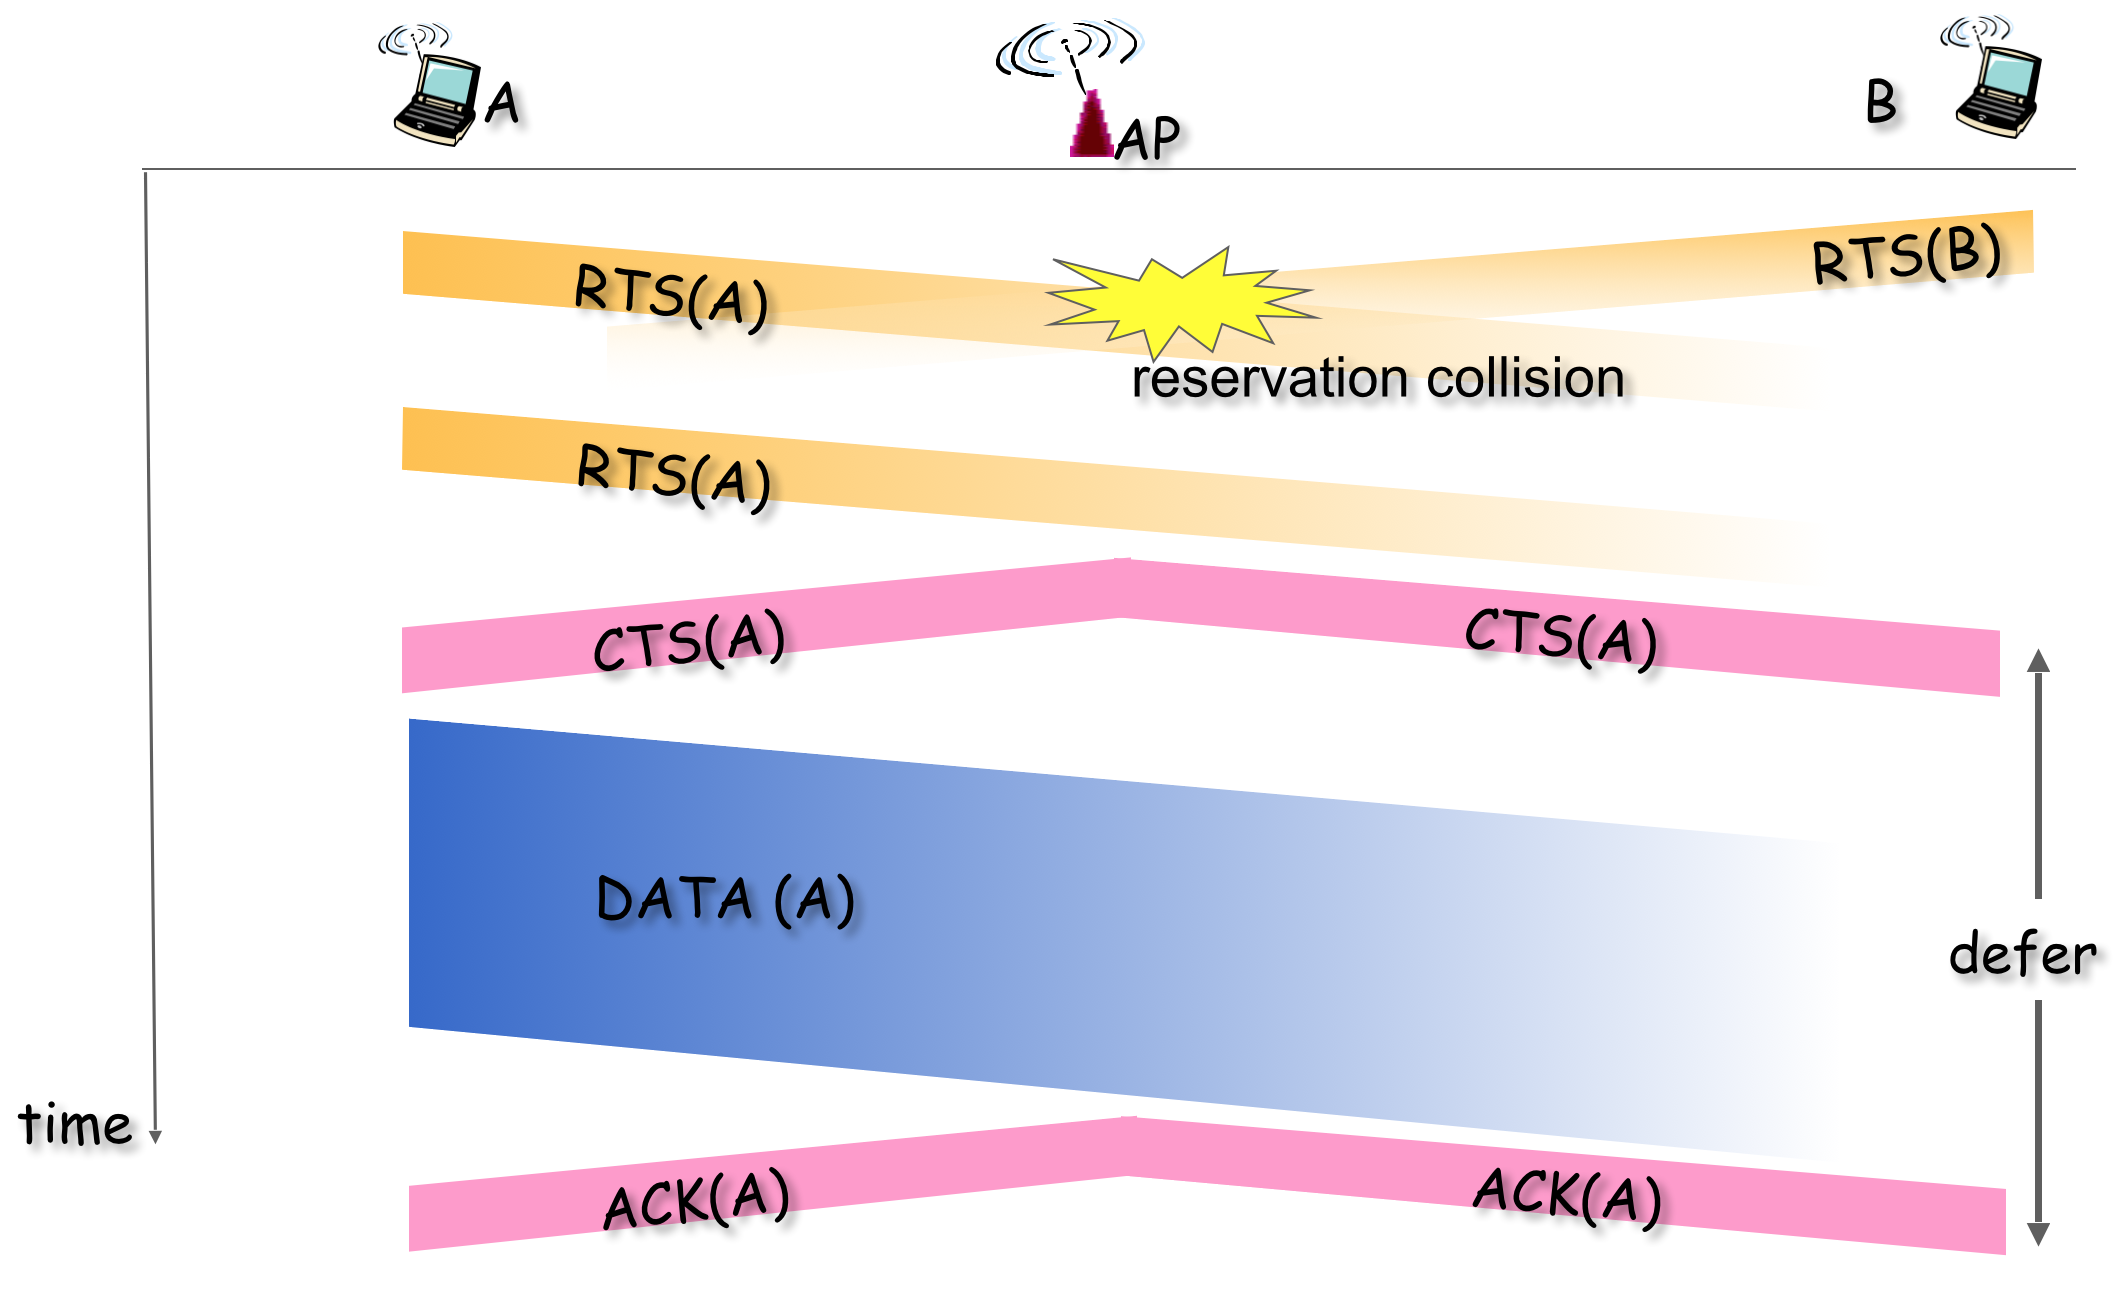 A
AP
B
RTS(A)
RTS(B)
reservation collision
RTS(A)
CTS(A)
CTS(A)
DATA (A)
defer
time
ACK(A)
ACK(A)